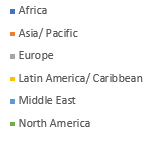 Africa
Asia/ Pacific
Europe
Latin America/ Caribbean
Middle East
North America